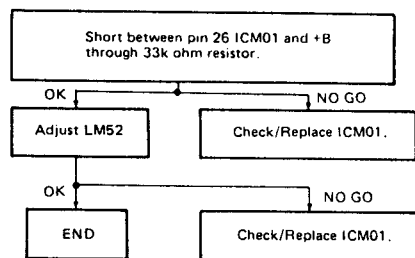 Short between pin 26 ICM01 and +B
through 33k ohm resistor.
OK
NO GO
Adjust LM52
Check/Replace ICM01.
OK
NO GO
END
Check/Replace ICM01.